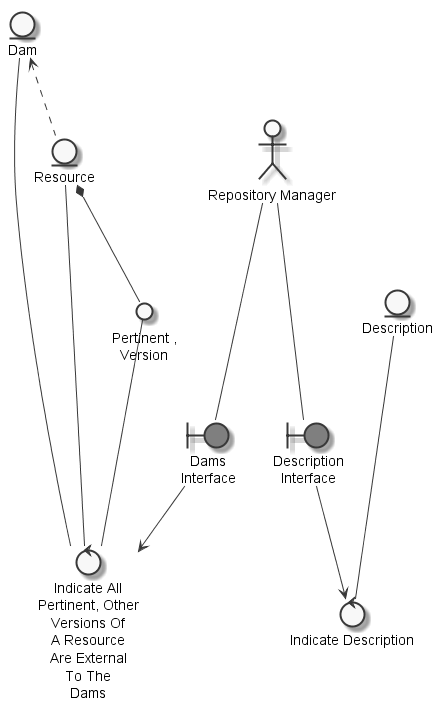 Dam
Resource
Repository Manager
Pertinent ,
Version
Description
Dams
Interface
Description
Interface
Indicate All
Pertinent, Other
Versions Of
A Resource
Are External
To The
Dams
Indicate Description